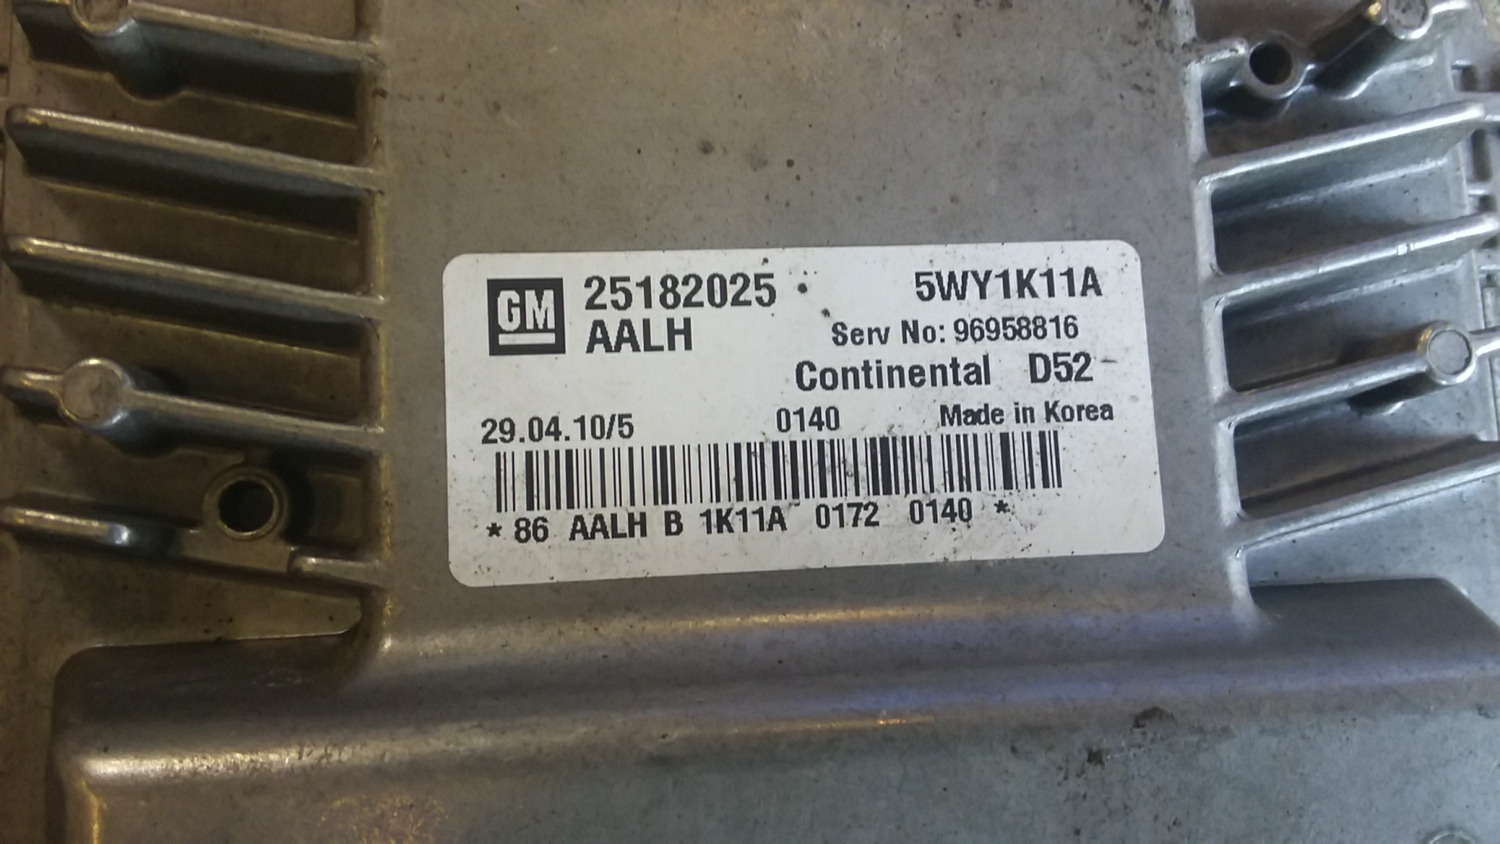 GM 25182025 5WY1K11A
AALH Serv No: 96958816
Continental D52
29.04.10/5 0140 Made in Korea
* 86 AALH B 1K11A 0172 0140 *